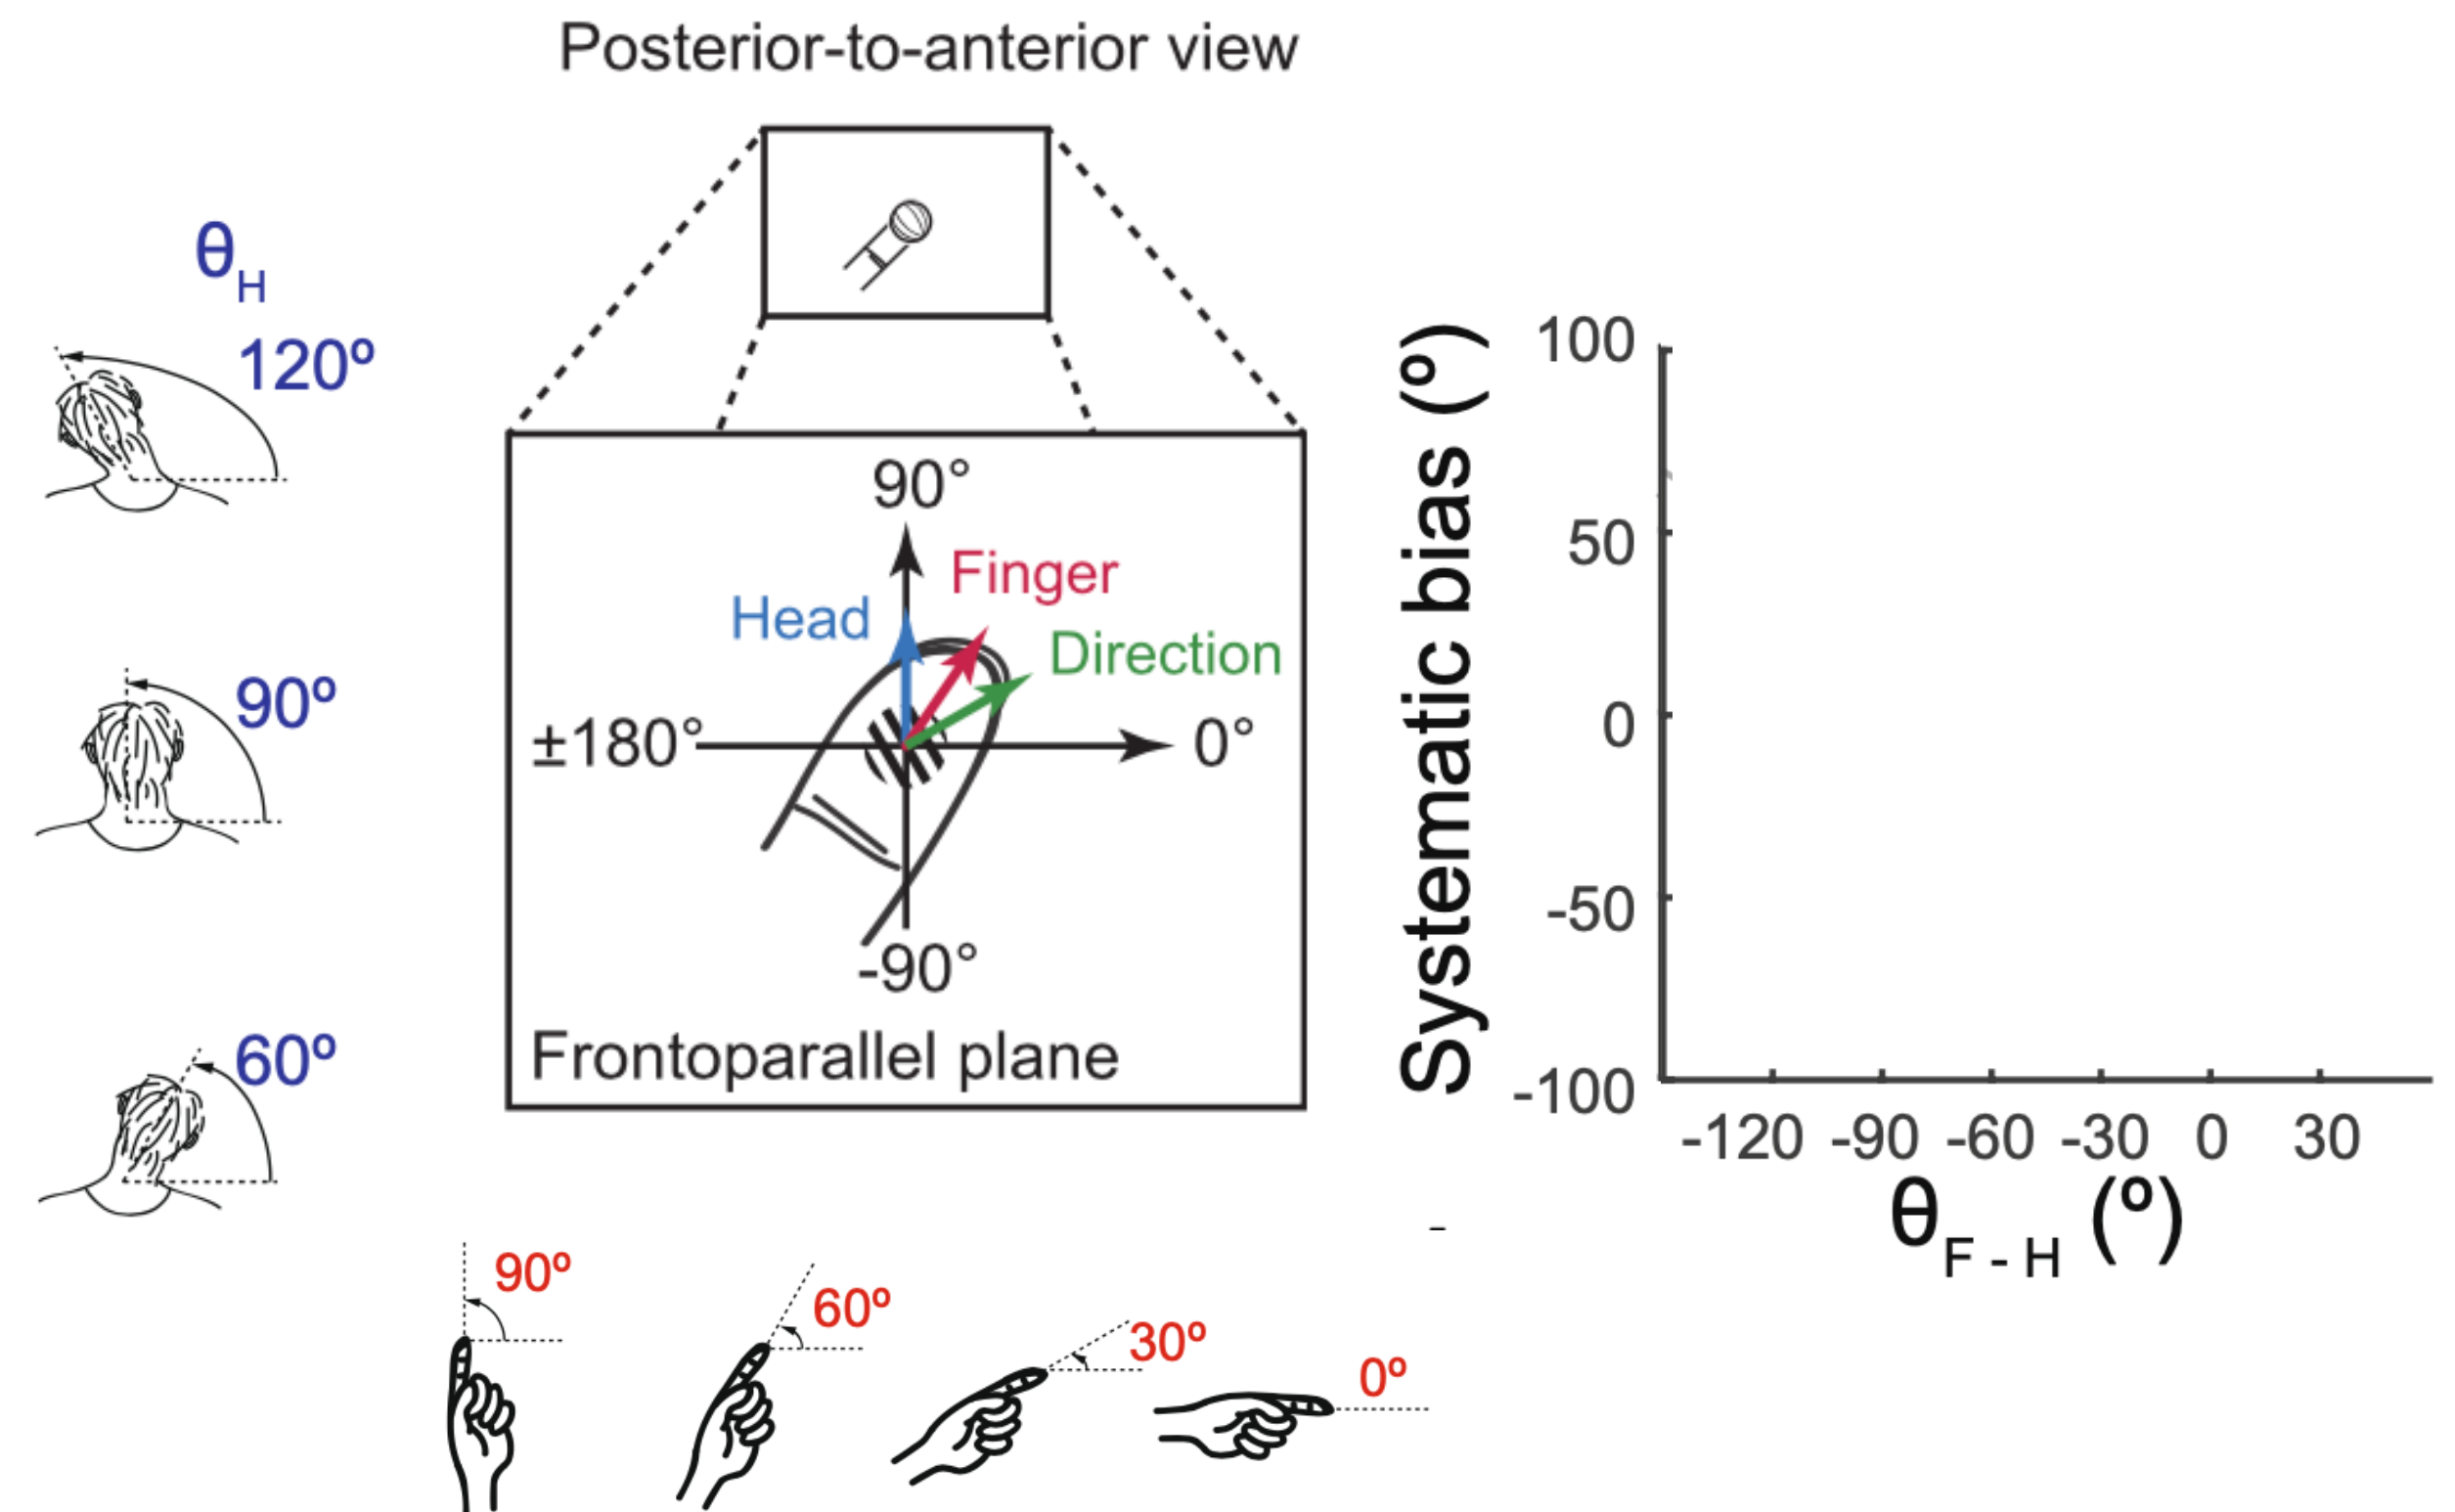 Posterior-to-anterior view
θH
120º
90º
60º
90°
Finger
Head
Direction
±180°
0°
-90°
Frontoparallel plane
Systematic bias (º)
100
50
0
-50
-100
-120 -90 -60 -30 0 30
θF - H (º)
90º
60º
30º
0º